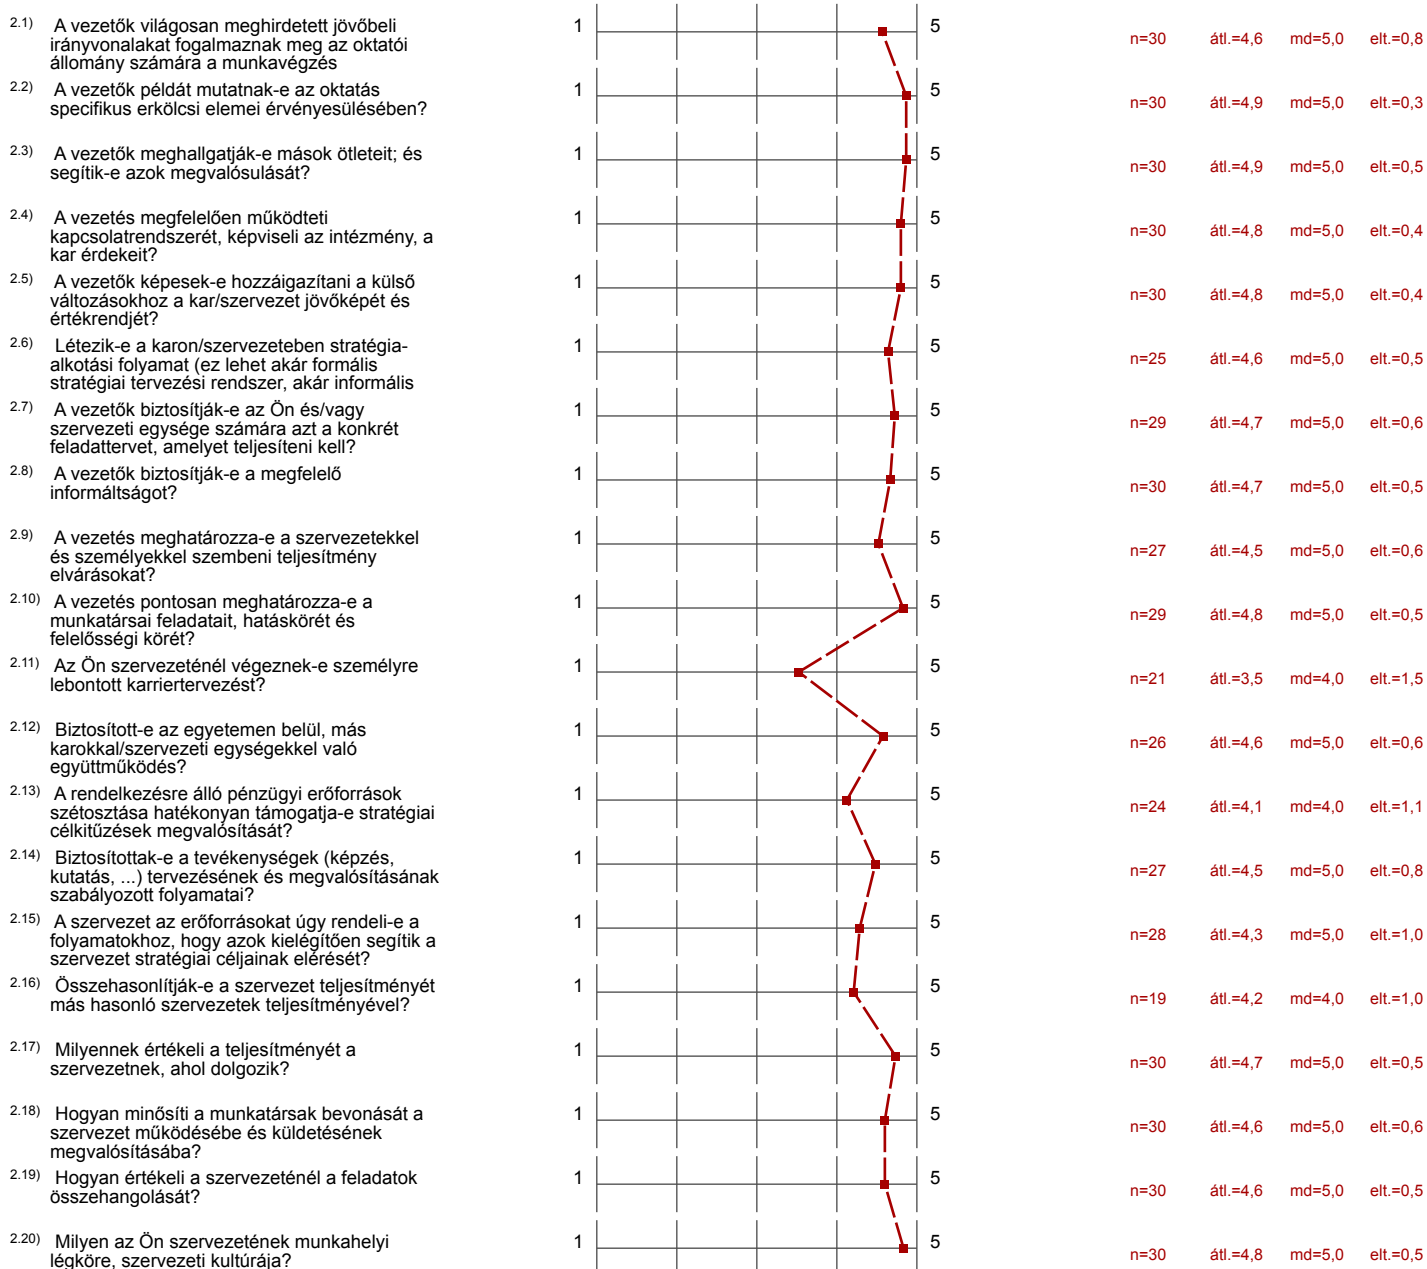 2.1) A vezetők világosan meghirdetett jövőbeli
irányvonalakat fogalmaznak meg az oktatói
állomány számára a munkavégzés
1 5 n=30 átl.=4,6 md=5,0 elt.=0,8
2.2) A vezetők példát mutatnak-e az oktatás
specifikus erkölcsi elemei érvényesülésében?
1 5 n=30 átl.=4,9 md=5,0 elt.=0,3
2.3) A vezetők meghallgatják-e mások ötleteit; és
segítik-e azok megvalósulását?
1 5 n=30 átl.=4,9 md=5,0 elt.=0,5
2.4) A vezetés megfelelően működteti
kapcsolatrendszerét, képviseli az intézmény, a
kar érdekeit?
1 5 n=30 átl.=4,8 md=5,0 elt.=0,4
2.5) A vezetők képesek-e hozzáigazítani a külső
változásokhoz a kar/szervezet jövőképét és
értékrendjét?
1 5 n=30 átl.=4,8 md=5,0 elt.=0,4
2.6) Létezik-e a karon/szervezeteben stratégia-
alkotási folyamat (ez lehet akár formális
stratégiai tervezési rendszer, akár informális
1 5 n=25 átl.=4,6 md=5,0 elt.=0,5
2.7) A vezetők biztosítják-e az Ön és/vagy
szervezeti egysége számára azt a konkrét
feladattervet, amelyet teljesíteni kell?
1 5 n=29 átl.=4,7 md=5,0 elt.=0,6
2.8) A vezetők biztosítják-e a megfelelő
informáltságot?
1 5 n=30 átl.=4,7 md=5,0 elt.=0,5
2.9) A vezetés meghatározza-e a szervezetekkel
és személyekkel szembeni teljesítmény
elvárásokat?
1 5 n=27 átl.=4,5 md=5,0 elt.=0,6
2.10) A vezetés pontosan meghatározza-e a
munkatársai feladatait, hatáskörét és
felelősségi körét?
1 5 n=29 átl.=4,8 md=5,0 elt.=0,5
2.11) Az Ön szervezeténél végeznek-e személyre
lebontott karriertervezést?
1 5 n=21 átl.=3,5 md=4,0 elt.=1,5
2.12) Biztosított-e az egyetemen belül, más
karokkal/szervezeti egységekkel való
együttműködés?
1 5 n=26 átl.=4,6 md=5,0 elt.=0,6
2.13) A rendelkezésre álló pénzügyi erőforrások
szétosztása hatékonyan támogatja-e stratégiai
célkitűzések megvalósítását?
1 5 n=24 átl.=4,1 md=4,0 elt.=1,1
2.14) Biztosítottak-e a tevékenységek (képzés,
kutatás, ...) tervezésének és megvalósításának
szabályozott folyamatai?
1 5 n=27 átl.=4,5 md=5,0 elt.=0,8
2.15) A szervezet az erőforrásokat úgy rendeli-e a
folyamatokhoz, hogy azok kielégítően segítik a
szervezet stratégiai céljainak elérését?
1 5 n=28 átl.=4,3 md=5,0 elt.=1,0
2.16) Összehasonlítják-e a szervezet teljesítményét
más hasonló szervezetek teljesítményével?
1 5 n=19 átl.=4,2 md=4,0 elt.=1,0
2.17) Milyennek értékeli a teljesítményét a
szervezetnek, ahol dolgozik?
1 5 n=30 átl.=4,7 md=5,0 elt.=0,5
2.18) Hogyan minősíti a munkatársak bevonását a
szervezet működésébe és küldetésének
megvalósításába?
1 5 n=30 átl.=4,6 md=5,0 elt.=0,6
2.19) Hogyan értékeli a szervezeténél a feladatok
összehangolását?
1 5 n=30 átl.=4,6 md=5,0 elt.=0,5
2.20) Milyen az Ön szervezetének munkahelyi
légköre, szervezeti kultúrája?
1 5 n=30 átl.=4,8 md=5,0 elt.=0,5